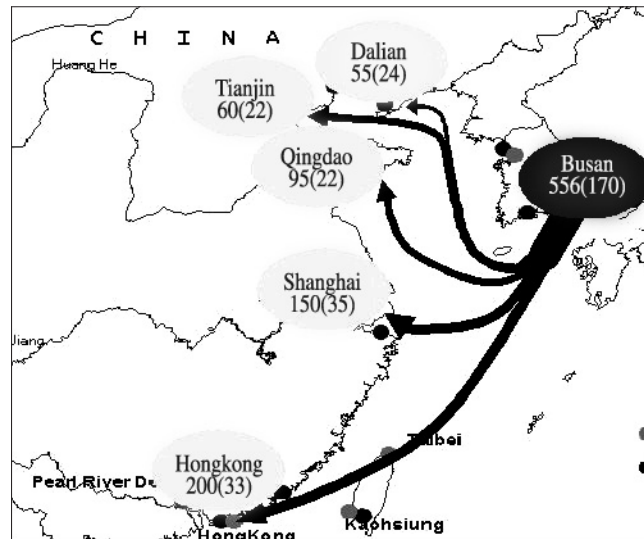 C H I N A
Huang He
Dalian
55(24)
Tianjin
60(22)
Qingdao
95(22)
Busan
556(170)
Shanghai
150(35)
Jiang
Hongkong
200(33)
Pearl River De
HongKong
Kaohsiung